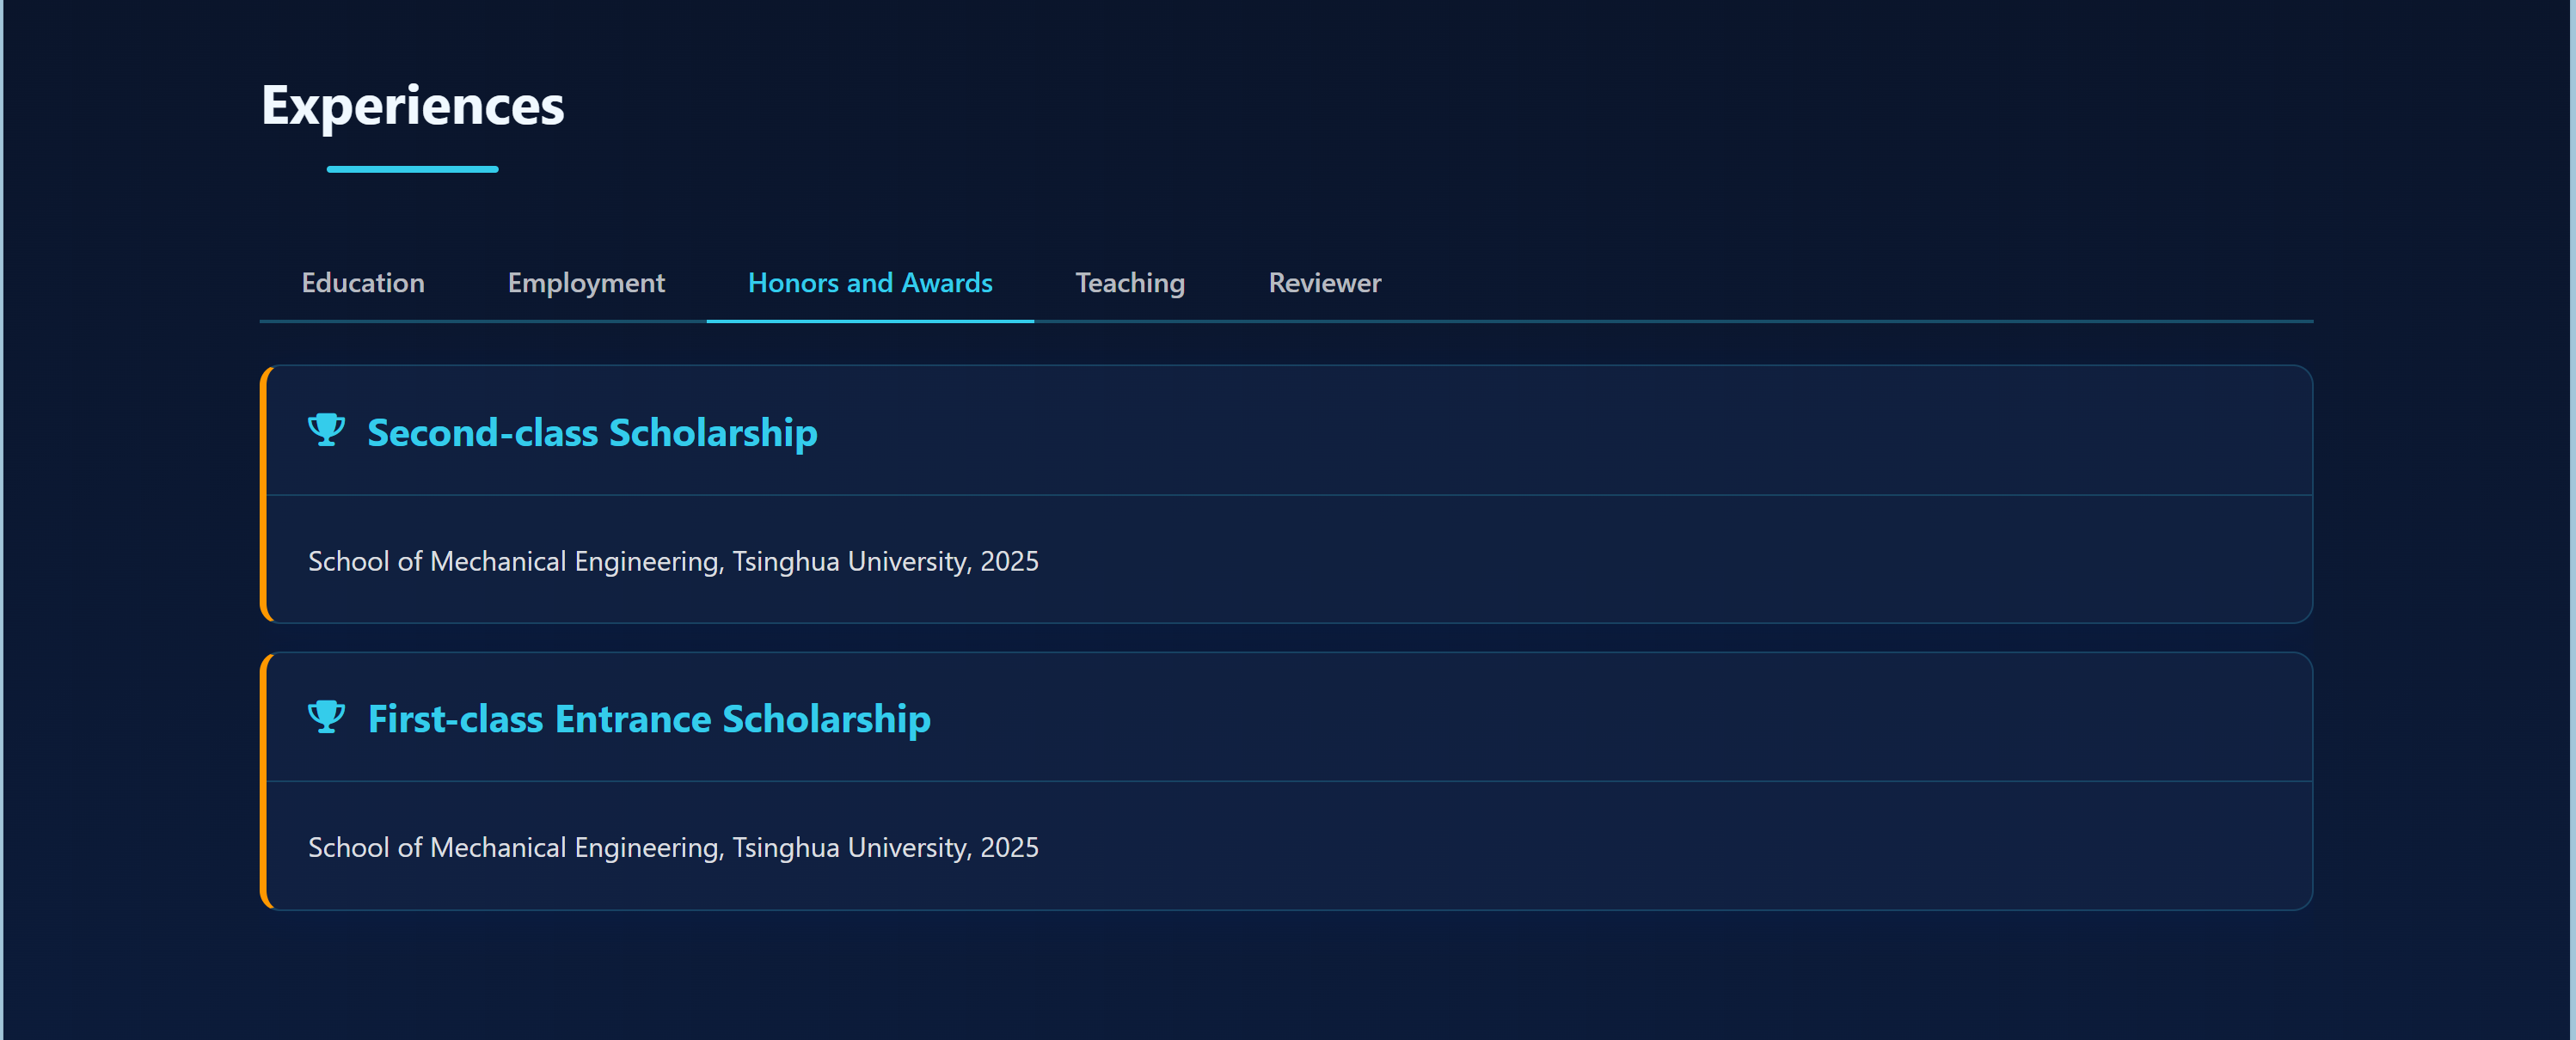 Experiences
Education Employment Honors and Awards Teaching Reviewer
Second-class Scholarship
School of Mechanical Engineering, Tsinghua University, 2025
First-class Entrance Scholarship
School of Mechanical Engineering, Tsinghua University, 2025